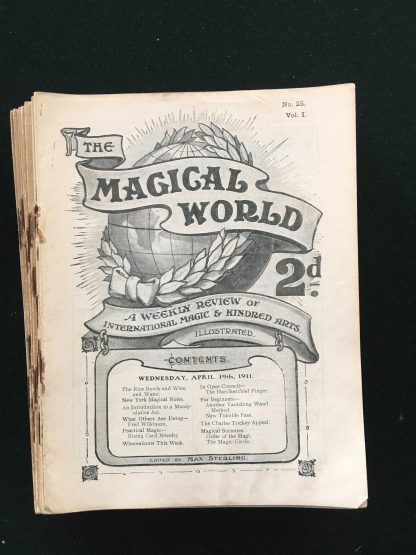 No. 25.
Vol. I.
THE
MAGICAL
WORLD
2d.
A WEEKLY REVIEW OF
INTERNATIONAL MAGIC & KINDRED ARTS.
ILLUSTRATED.
CONTENTS
WEDNESDAY, APRIL 19th, 1911.
The Rice Bowls and Wine
and Water.
New York Magical Notes.
An Introduction to a Manip-
ulative Act.
What Others Are Doing—
Fred Wilkinson.
Practical Magic—
Rising Card Novelty.
Whereabouts This Week.
In Open Council—
The Handkerchief Finger.
For Beginners—
Another Vanishing Wand
Method.
New Tuhable Pass
The Charles Trickey Appeal.
Magical Societies.
Order of the Magi.
The Magic Circle.
EDITED BY MAX STERLING.